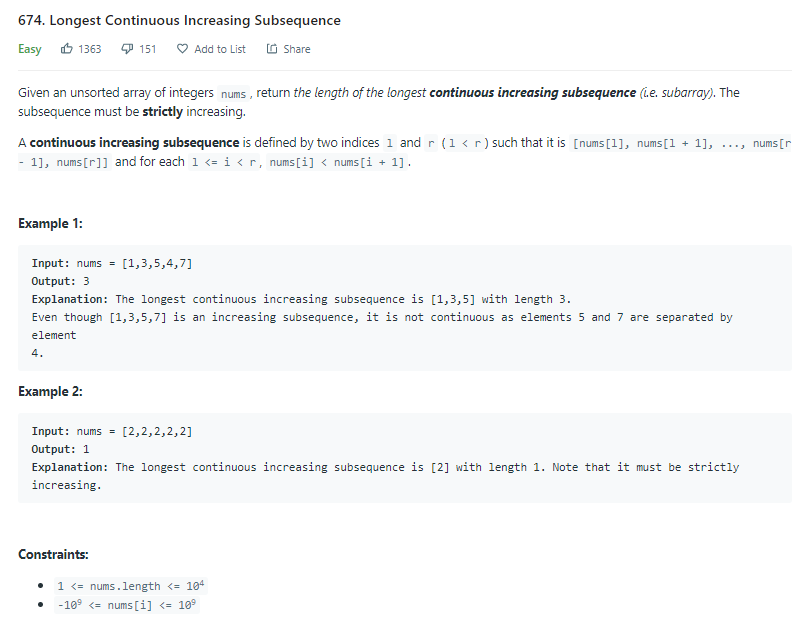 674. Longest Continuous Increasing Subsequence
Easy 1363 151 Add to List Share
Given an unsorted array of integers nums , return the length of the longest continuous increasing subsequence (i.e. subarray). The
subsequence must be strictly increasing.
A continuous increasing subsequence is defined by two indices l and r (l < r) such that it is [nums[l], nums[l + 1], ..., nums[r
- 1], nums[r]] and for each l <= i < r, nums[i] < nums[i + 1].
Example 1:
Input: nums = [1,3,5,4,7]
Output: 3
Explanation: The longest continuous increasing subsequence is [1,3,5] with length 3.
Even though [1,3,5,7] is an increasing subsequence, it is not continuous as elements 5 and 7 are separated by
element
4.
Example 2:
Input: nums = [2,2,2,2,2]
Output: 1
Explanation: The longest continuous increasing subsequence is [2] with length 1. Note that it must be strictly
increasing.
Constraints:
• 1 <= nums.length <= 10⁴
• -10⁹ <= nums[i] <= 10⁹